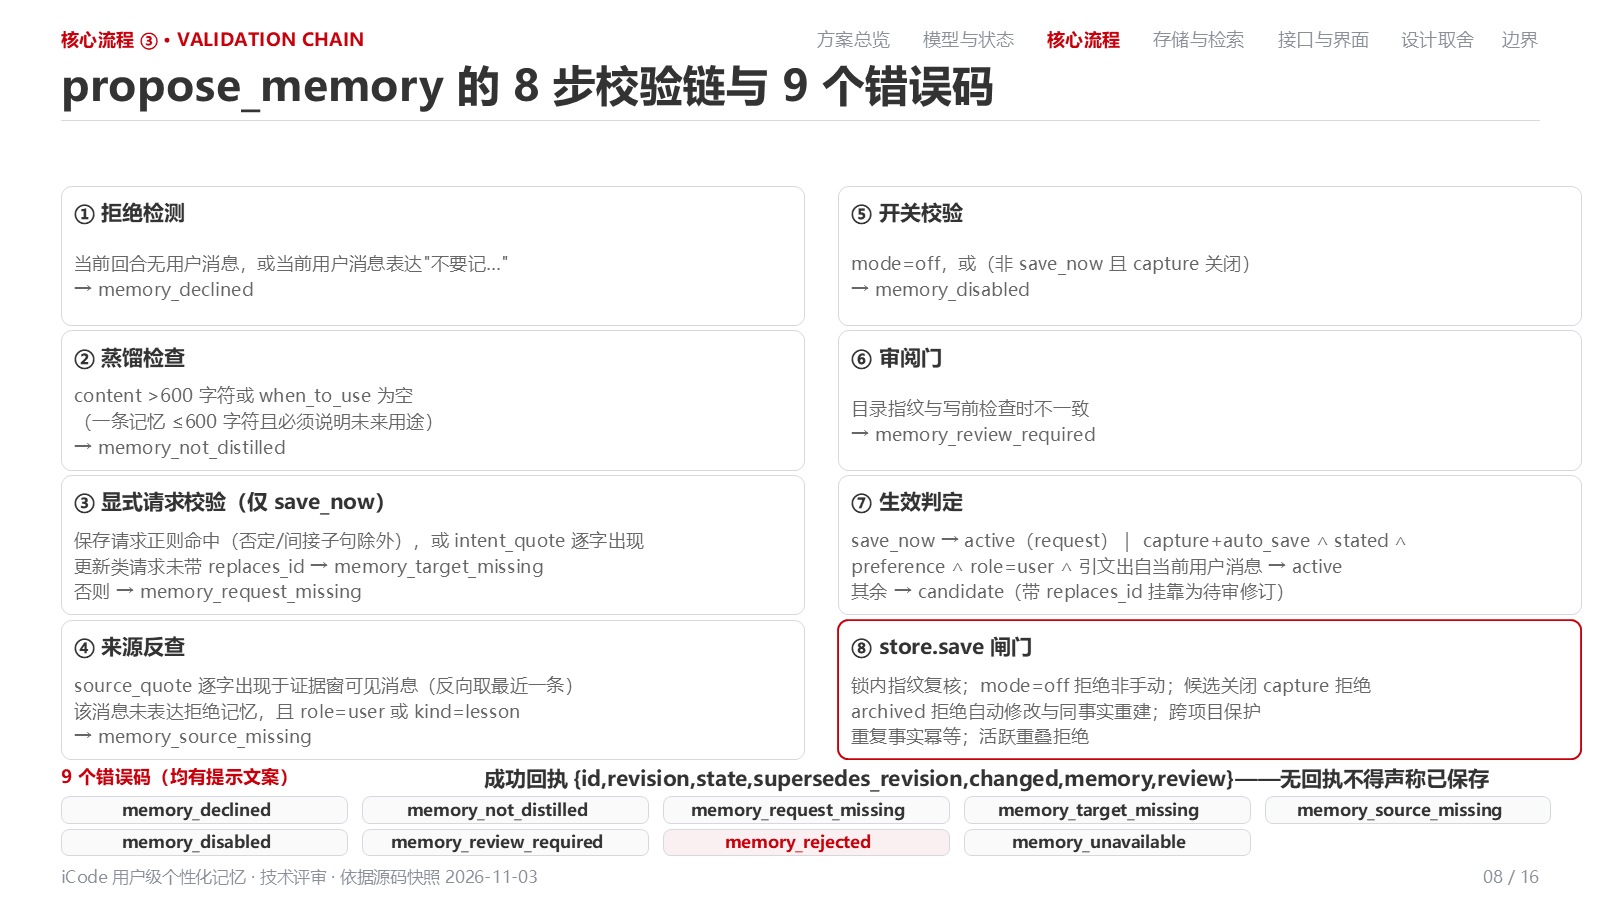 核心流程 ③ • VALIDATION CHAIN
方案总览 模型与状态 核心流程 存储与检索 接口与界面 设计取舍 边界
propose_memory 的 8 步校验链与 9 个错误码
① 拒绝检测
当前回合无用户消息，或当前用户消息表达"不要记..."
→ memory_declined
② 蒸馏检查
content >600 字符或 when_to_use 为空
（一条记忆 ≤600 字符且必须说明未来用途）
→ memory_not_distilled
③ 显式请求校验（仅 save_now）
保存请求正则命中（否定/间接子句除外），或 intent_quote 逐字出现
更新类请求未带 replaces_id → memory_target_missing
否则 → memory_request_missing
④ 来源反查
source_quote 逐字出现于证据窗可见消息（反向取最近一条）
该消息未表达拒绝记忆，且 role=user 或 kind=lesson
→ memory_source_missing
⑤ 开关校验
mode=off，或（非 save_now 且 capture 关闭）
→ memory_disabled
⑥ 审阅门
目录指纹与写前检查时不一致
→ memory_review_required
⑦ 生效判定
save_now → active（request）｜ capture+auto_save ∧ stated ∧
preference ∧ role=user ∧ 引文出自当前用户消息 → active
其余 → candidate（带 replaces_id 挂靠为待审修订）
⑧ store.save 闸门
锁内指纹复核；mode=off 拒绝非手动；候选关闭 capture 拒绝
archived 拒绝自动修改与同事实重建；跨项目保护
重复事实幂等；活跃重叠拒绝
9 个错误码（均有提示文案）
成功回执 {id,revision,state,supersedes_revision,changed,memory,review}——无回执不得声称已保存
memory_declined memory_not_distilled memory_request_missing memory_target_missing memory_source_missing
memory_disabled memory_review_required memory_rejected memory_unavailable
iCode 用户级个性化记忆 · 技术评审 · 依据源码快照 2026-11-03
08 / 16